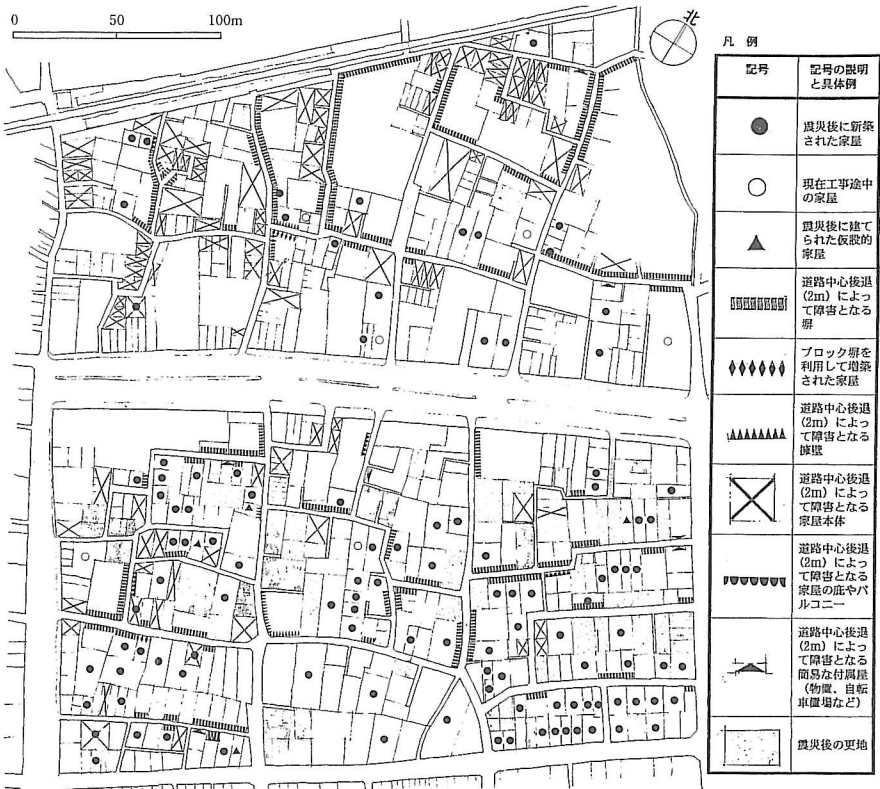 0 50 100m
北
凡 例
記号
記号の説明
と具体例
震災後に新築
された家屋
現在工事途中
の家屋
震災後に建て
られた仮設的
家屋
道路中心後退
(2m) によっ
て障害となる
塀
ブロック塀を
利用して増築
された家屋
道路中心後退
(2m) によっ
て障害となる
擁壁
道路中心後退
(2m) によっ
て障害となる
家屋本体
道路中心後退
(2m) によっ
て障害となる
家屋の庇やバ
ルコニー
道路中心後退
(2m) によっ
て障害となる
簡易な付属屋
(物置、自転
車置場など)
震災後の更地